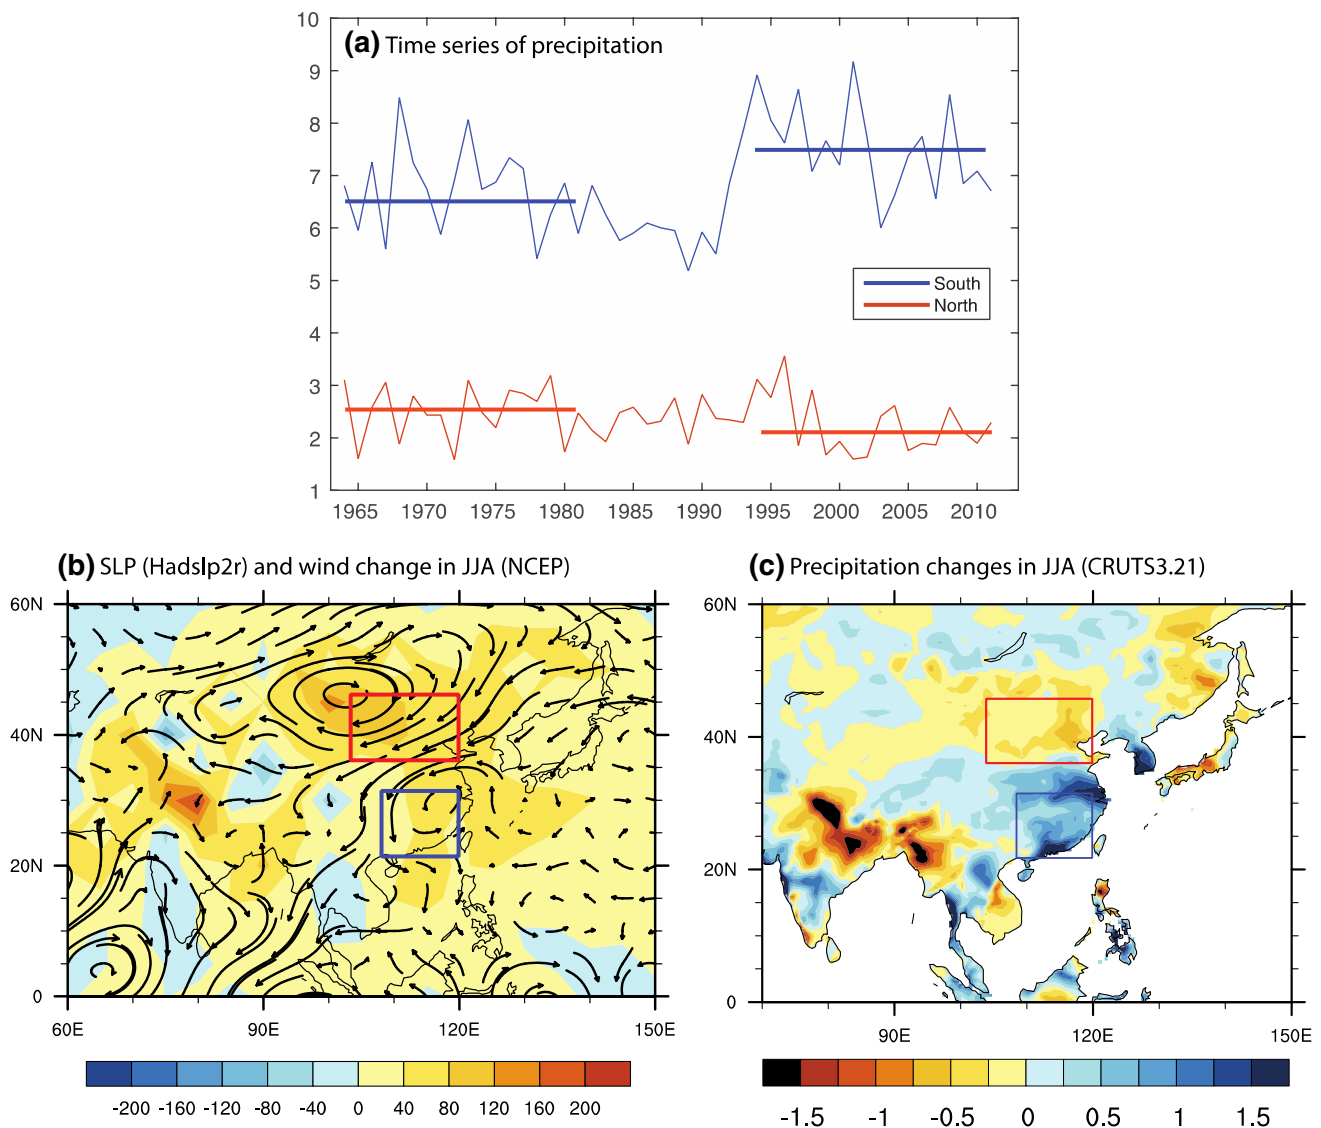 (a) Time series of precipitation
10
9
8
7
6
5
4
3
2
1
South
North
1965 1970 1975 1980 1985 1990 1995 2000 2005 2010
(b) SLP (Hadslp2r) and wind change in JJA (NCEP)
60N
40N
20N
0
60E 90E 120E 150E
-200 -160 -120 -80 -40 0 40 80 120 160 200
(c) Precipitation changes in JJA (CRUTS3.21)
60N
40N
20N
0
90E 120E 150E
-1.5 -1 -0.5 0 0.5 1 1.5